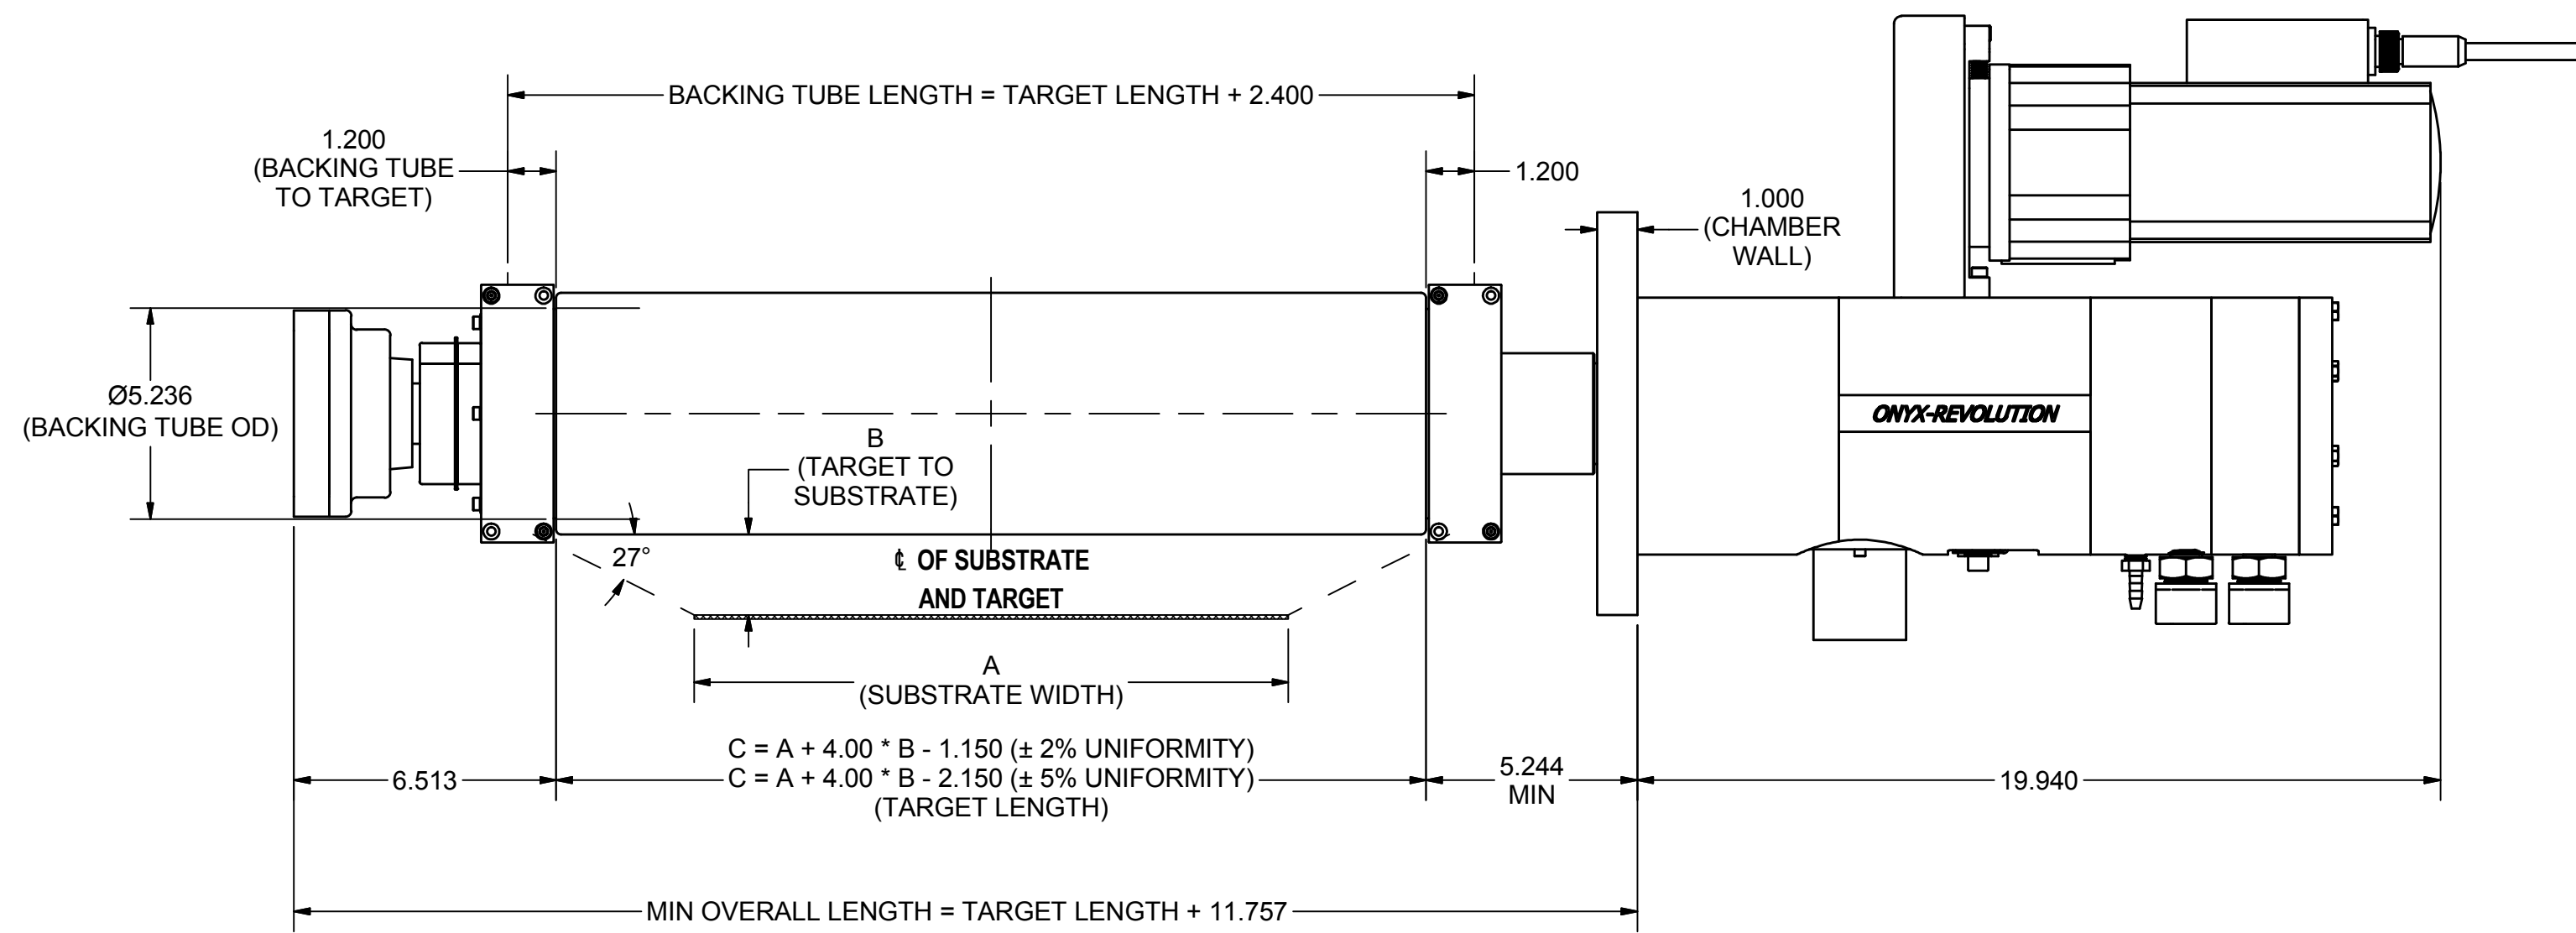 BACKING TUBE LENGTH = TARGET LENGTH + 2.400
1.200
(BACKING TUBE
TO TARGET)
1.200
1.000
(CHAMBER
WALL)
Ø5.236
(BACKING TUBE OD)
ONYX-REVOLUTION
B
(TARGET TO
SUBSTRATE)
27°
℄ OF SUBSTRATE
AND TARGET
A
(SUBSTRATE WIDTH)
C = A + 4.00 * B - 1.150 (± 2% UNIFORMITY)
C = A + 4.00 * B - 2.150 (± 5% UNIFORMITY)
(TARGET LENGTH)
6.513
5.244
MIN
19.940
MIN OVERALL LENGTH = TARGET LENGTH + 11.757